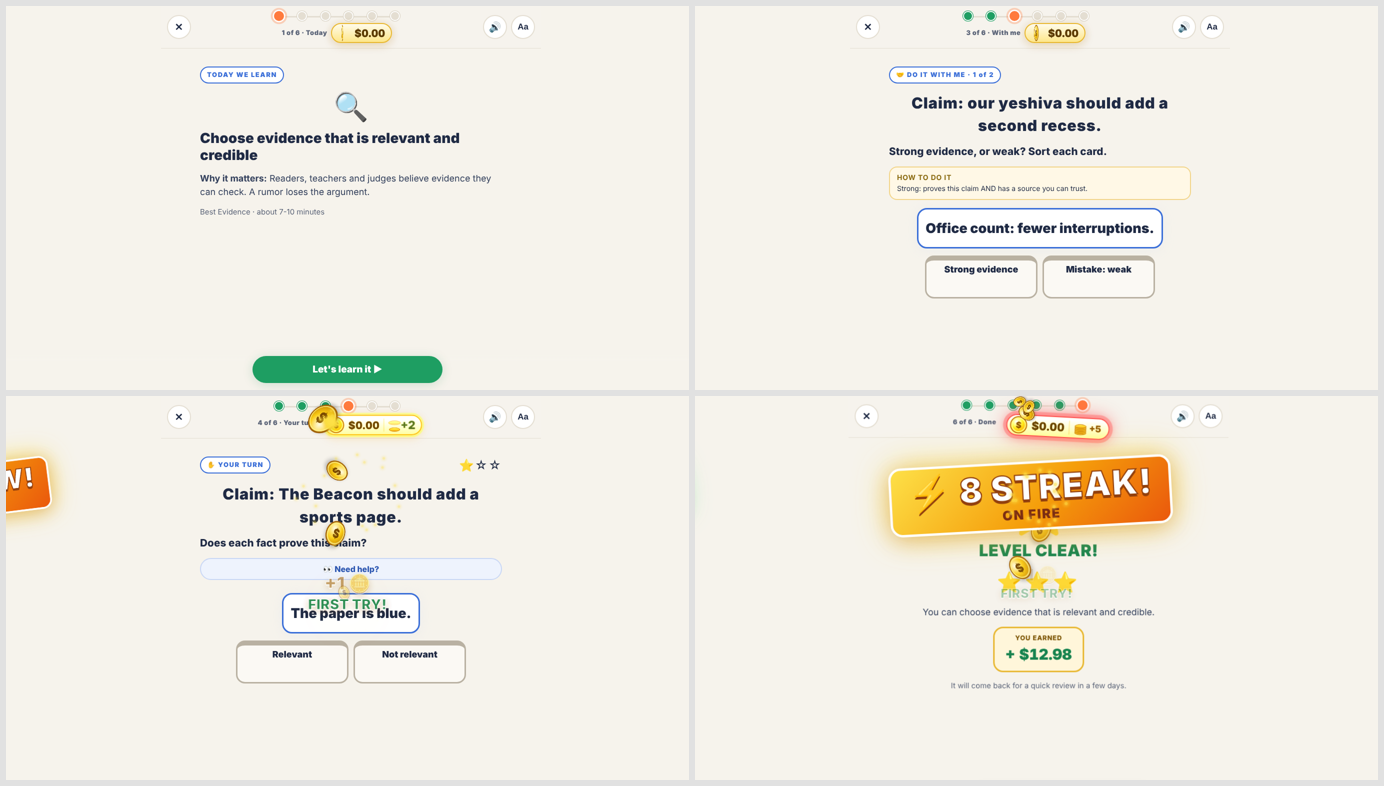 1 of 6 · Today
$0.00
Aa
TODAY WE LEARN
Choose evidence that is relevant and
credible
Why it matters: Readers, teachers and judges believe evidence they
can check. A rumor loses the argument.
Best Evidence · about 7-10 minutes
Let's learn it ▶
3 of 6 · With me
$0.00
Aa
DO IT WITH ME · 1 of 2
Claim: our yeshiva should add a
second recess.
Strong evidence, or weak? Sort each card.
HOW TO DO IT
Strong: proves this claim AND has a source you can trust.
Office count: fewer interruptions.
Strong evidence
Mistake: weak
W!
4 of 6 ·
$0.00
+2
Aa
YOUR TURN
Claim: The Beacon should add a
sports page.
Does each fact prove this claim?
Need help?
+1
FIRST TRY!
The paper is blue.
Relevant
Not relevant
6 of 6 · Done
$0.00
+5
Aa
8 STREAK!
ON FIRE
LEVEL CLEAR!
FIRST TRY!
You can choose evidence that is relevant and credible.
YOU EARNED
+ $12.98
It will come back for a quick review in a few days.